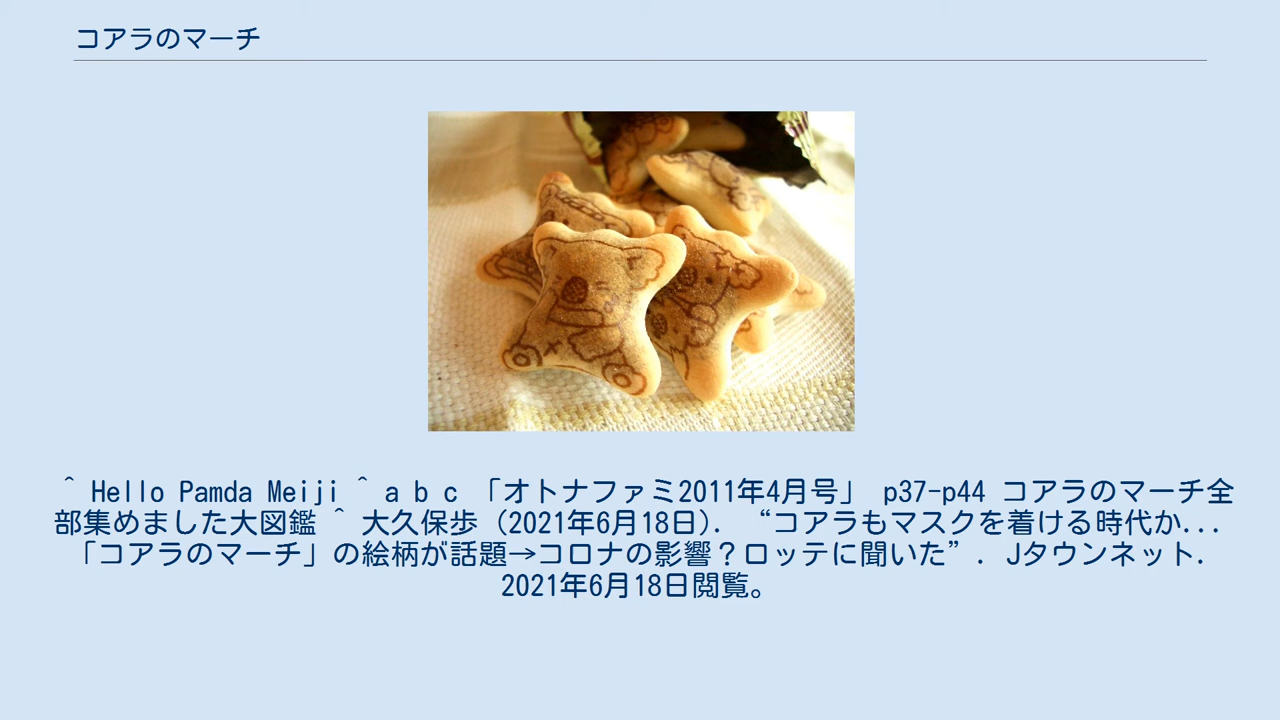 コアラのマーチ
^ Hello Pamda Meiji ^ a b c 「オトナファミ2011年4月号」 p37-p44 コアラのマーチ全
部集めました大図鑑 ^ 大久保歩（2021年6月18日）. “コアラもマスクを着ける時代か...
「コアラのマーチ」の絵柄が話題→コロナの影響？ロッテに聞いた”. Jタウンネット.
2021年6月18日閲覧。